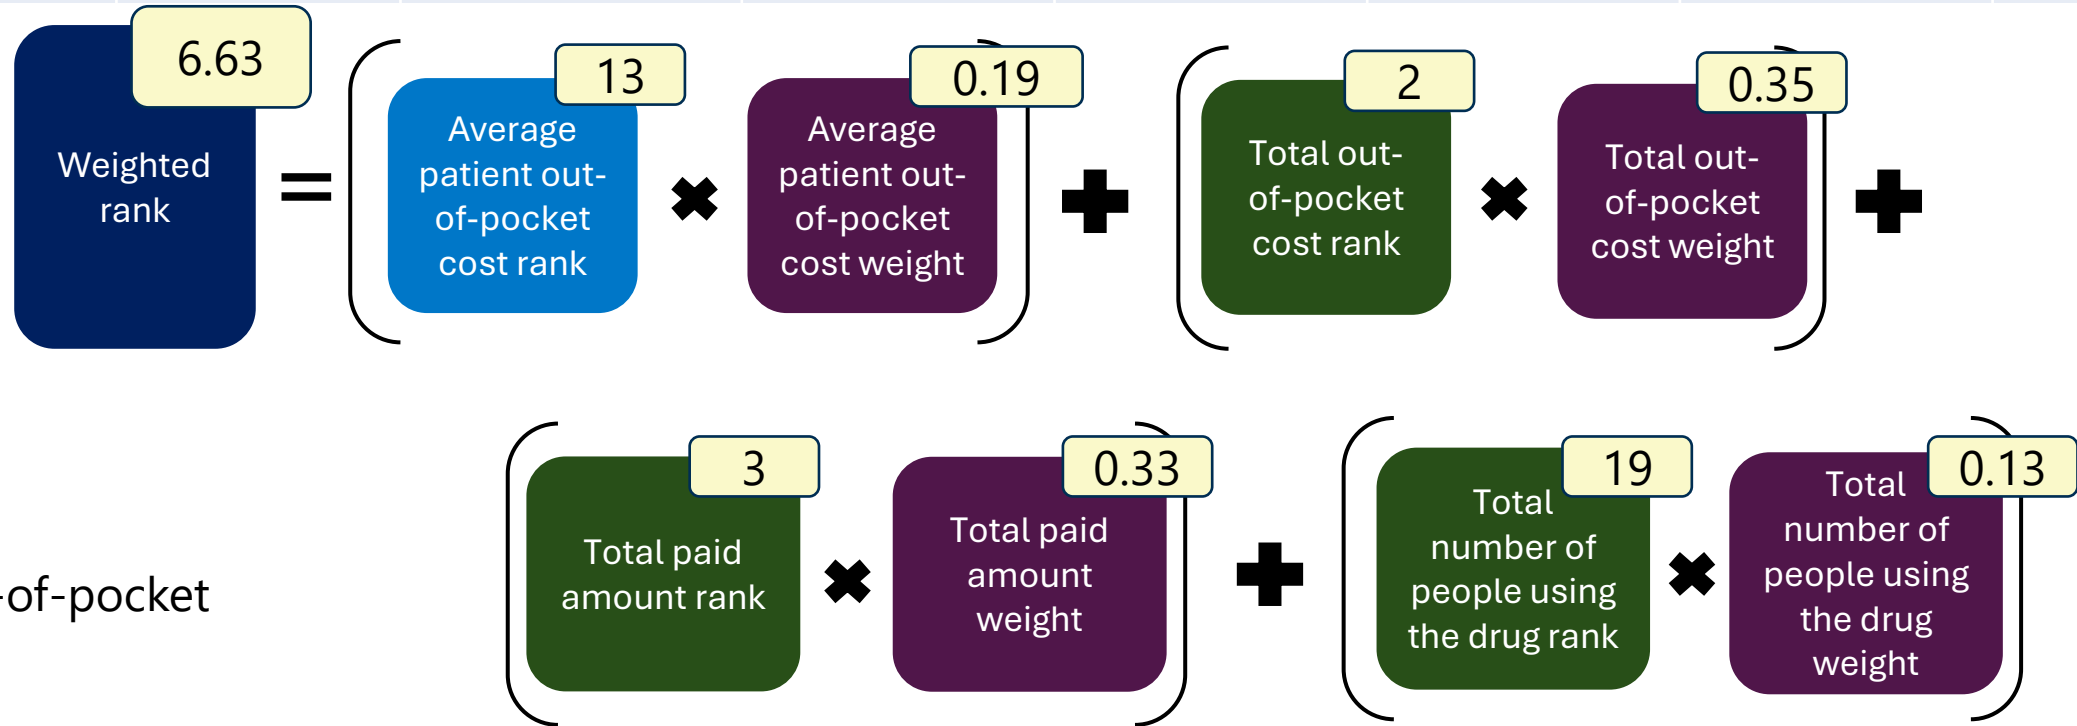 6.63
Weighted
rank
=
13
Average
patient out-
of-pocket
cost rank
✖
0.19
Average
patient out-
of-pocket
cost weight
✚
2
Total out-
of-pocket
cost rank
✖
0.35
Total out-
of-pocket
cost weight
✚
3
Total paid
amount rank
✖
0.33
Total paid
amount
weight
✚
19
Total
number of
people using
the drug rank
✖
0.13
Total
number of
people using
the drug
weight
-of-pocket